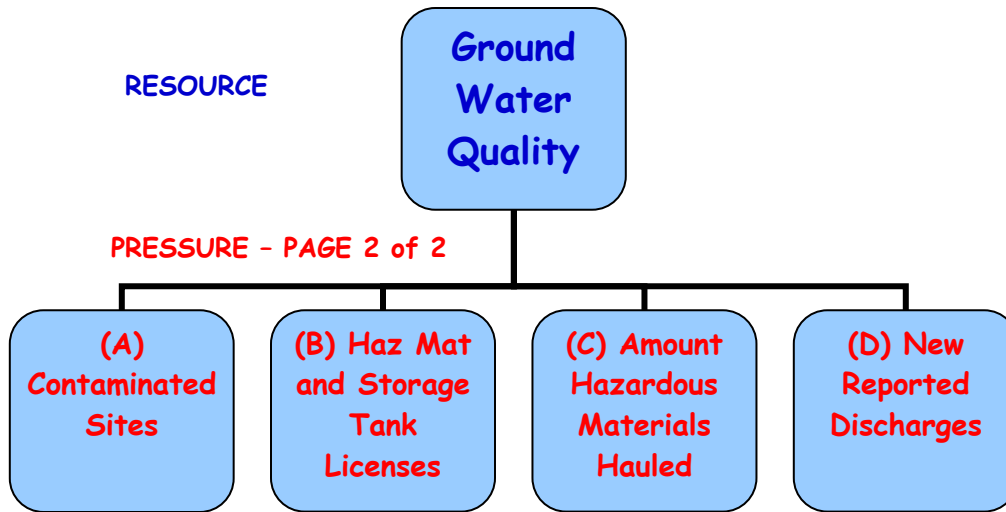 Ground
Water
Quality
RESOURCE
PRESSURE – PAGE 2 of 2
(A)
Contaminated
Sites
(B) Haz Mat
and Storage
Tank
Licenses
(C) Amount
Hazardous
Materials
Hauled
(D) New
Reported
Discharges